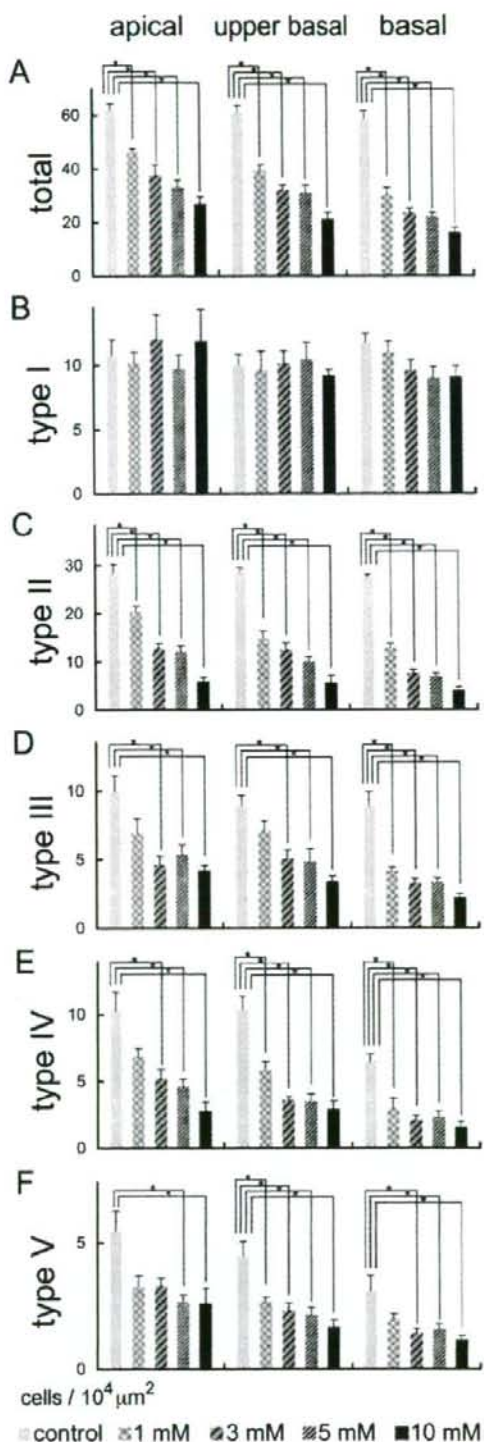 apical upper basal basal
A
total
60
40
20
0
B
type I
10
5
0
C
type II
30
20
10
0
D
type III
10
5
0
E
type IV
10
5
0
F
type V
5
0
cells / 10⁴μm²
control 1 mM 3 mM 5 mM 10 mM